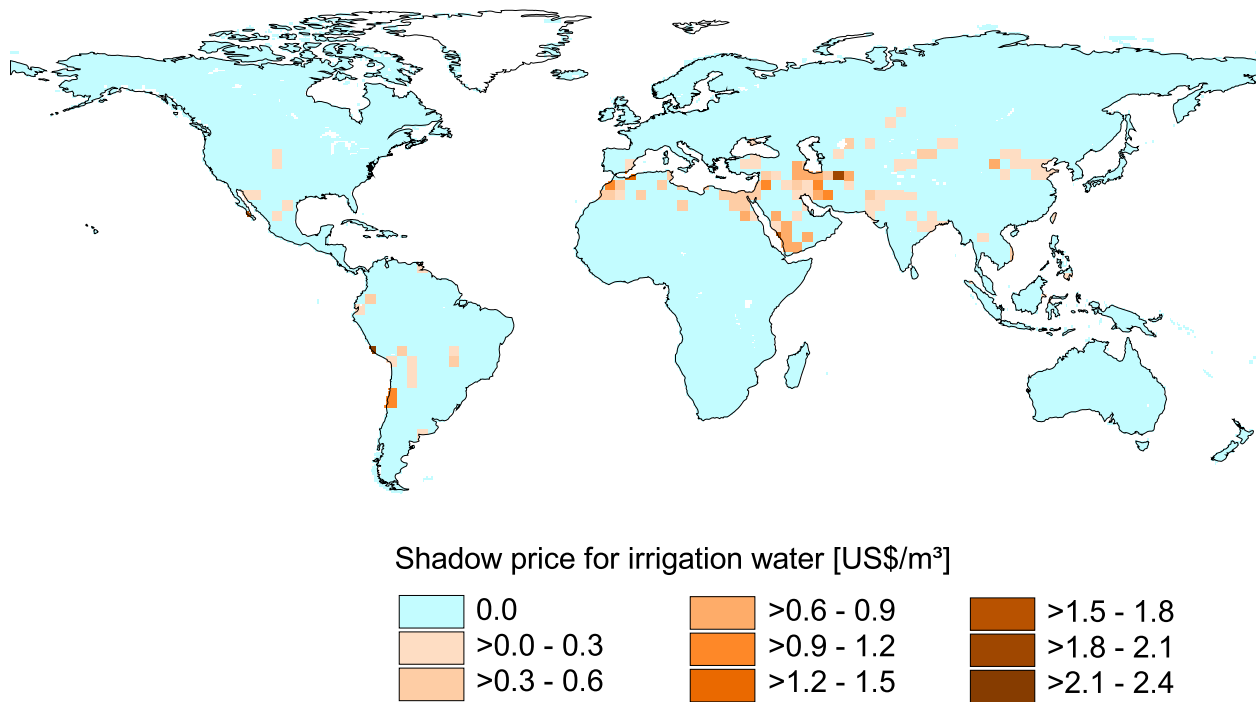 Shadow price for irrigation water [US$/m³]
0.0
>0.0 - 0.3
>0.3 - 0.6
>0.6 - 0.9
>0.9 - 1.2
>1.2 - 1.5
>1.5 - 1.8
>1.8 - 2.1
>2.1 - 2.4